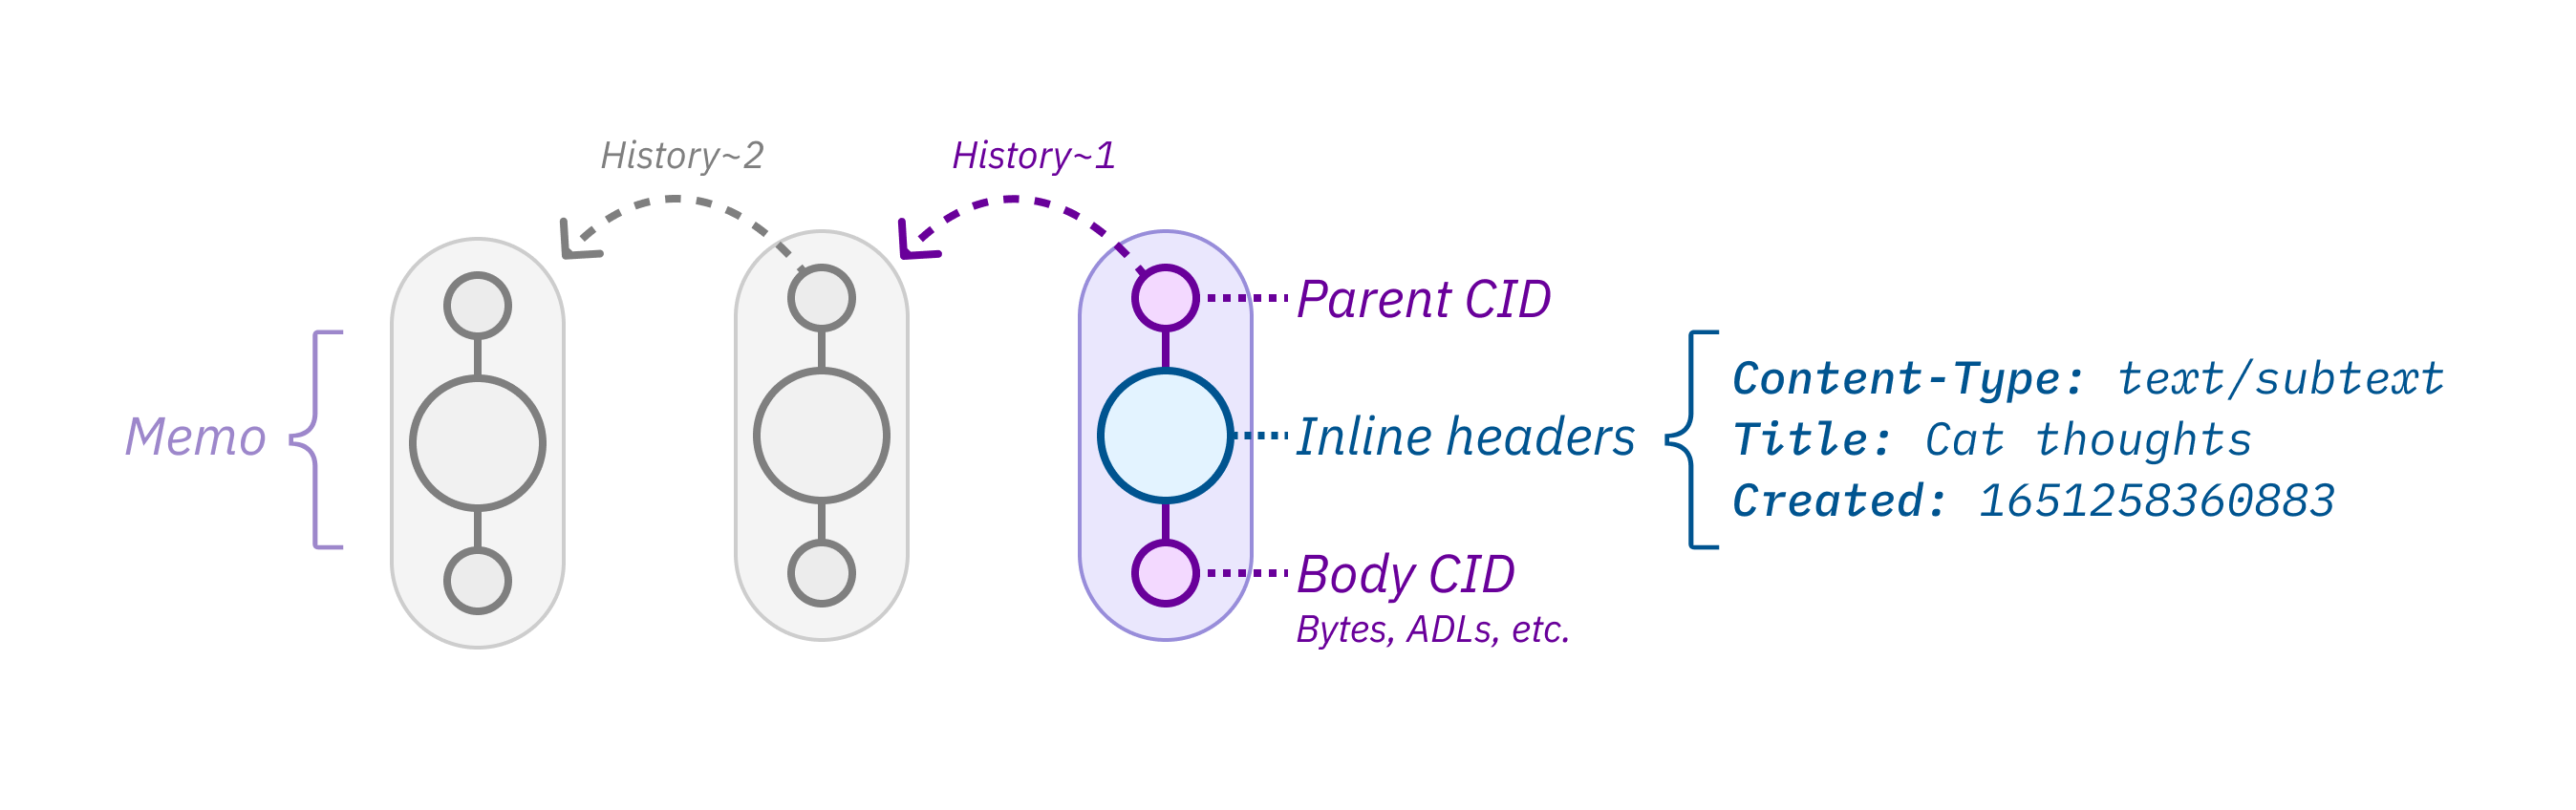 History~2
History~1
Parent CID
Memo
Inline headers
Content-Type: text/subtext
Title: Cat thoughts
Created: 1651258360883
Body CID
Bytes, ADLs, etc.